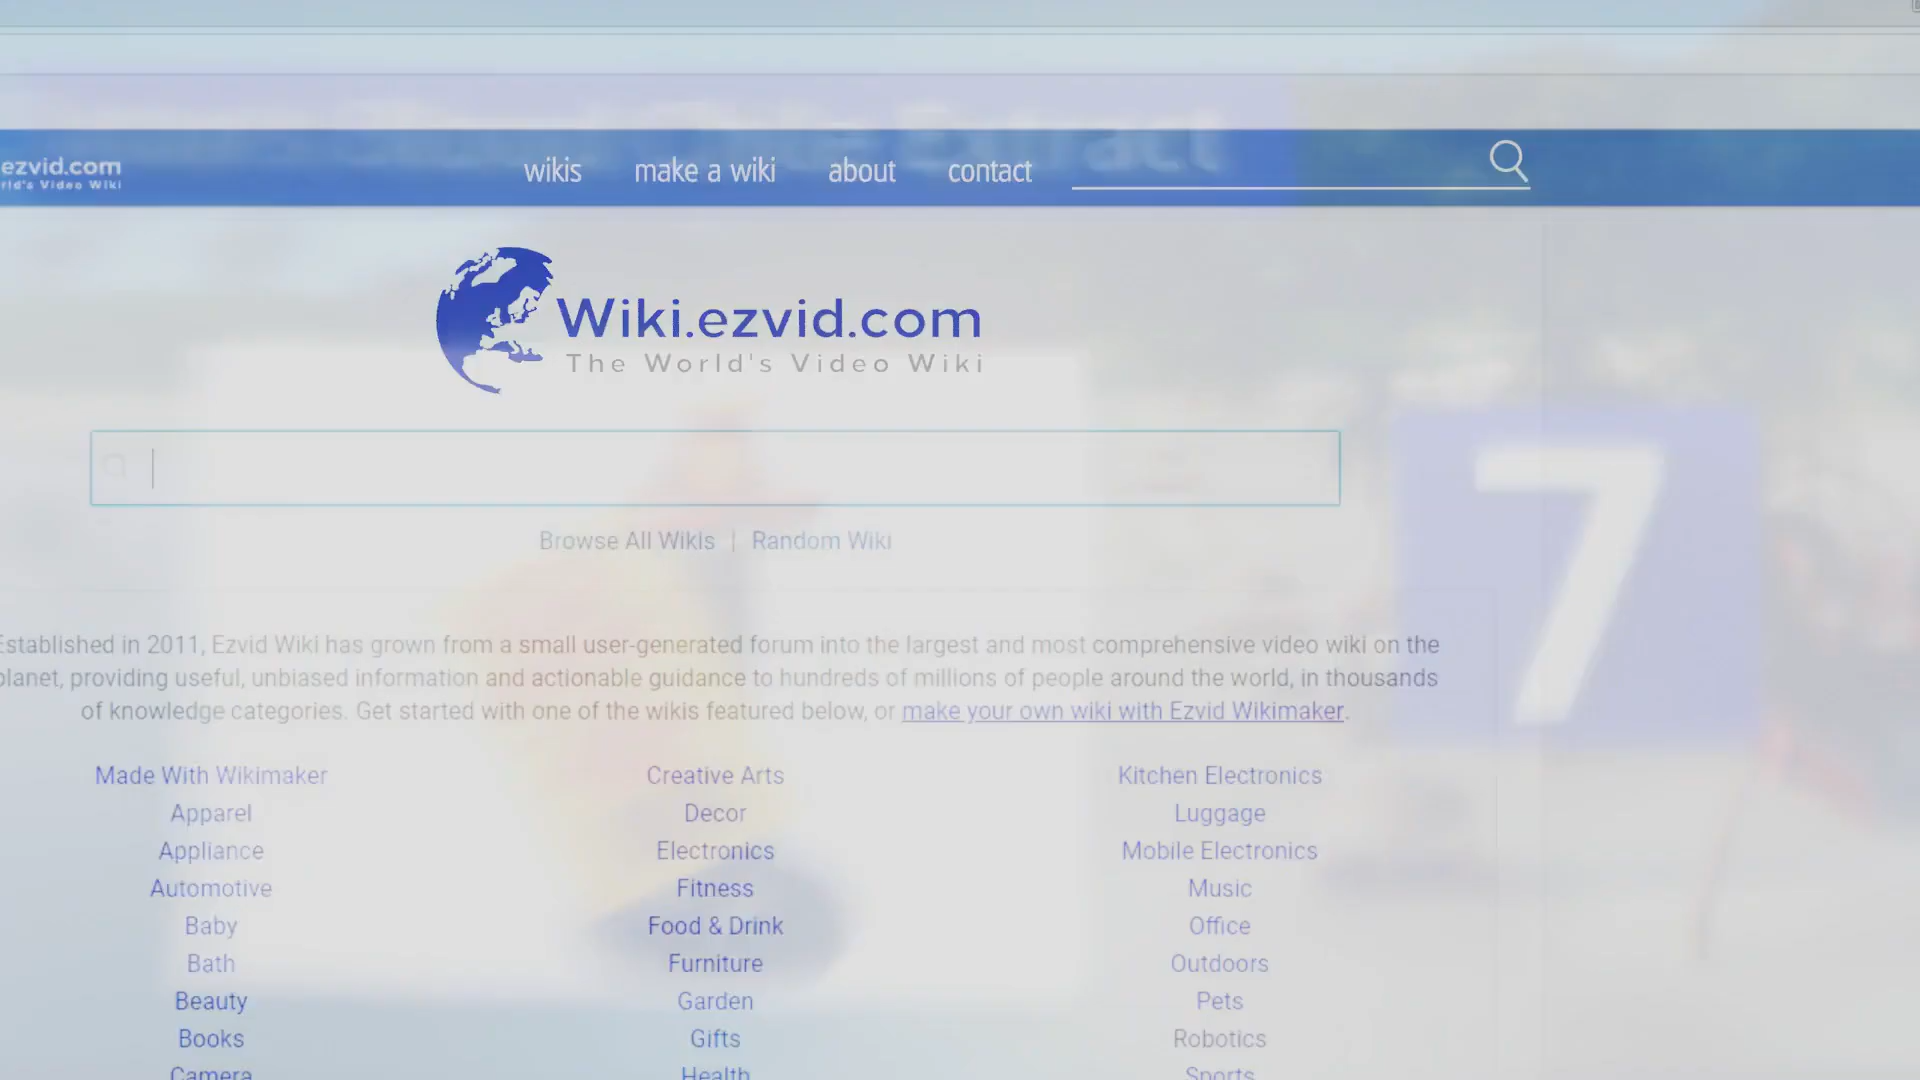 Extract
ezvid.com
wikis make a wiki about contact
rld's Video Wiki
Wiki.ezvid.com
The World's Video Wiki
Browse All Wikis | Random Wiki
7
Established in 2011, Ezvid Wiki has grown from a small user-generated forum into the largest and most comprehensive video wiki on the
planet, providing useful, unbiased information and actionable guidance to hundreds of millions of people around the world, in thousands
of knowledge categories. Get started with one of the wikis featured below, or make your own wiki with Ezvid Wikimaker.
Made With Wikimaker Creative Arts Kitchen Electronics
Apparel Decor Luggage
Appliance Electronics Mobile Electronics
Automotive Fitness Music
Baby Food & Drink Office
Bath Furniture Outdoors
Beauty Garden Pets
Books Gifts Robotics
Camera Health Sports